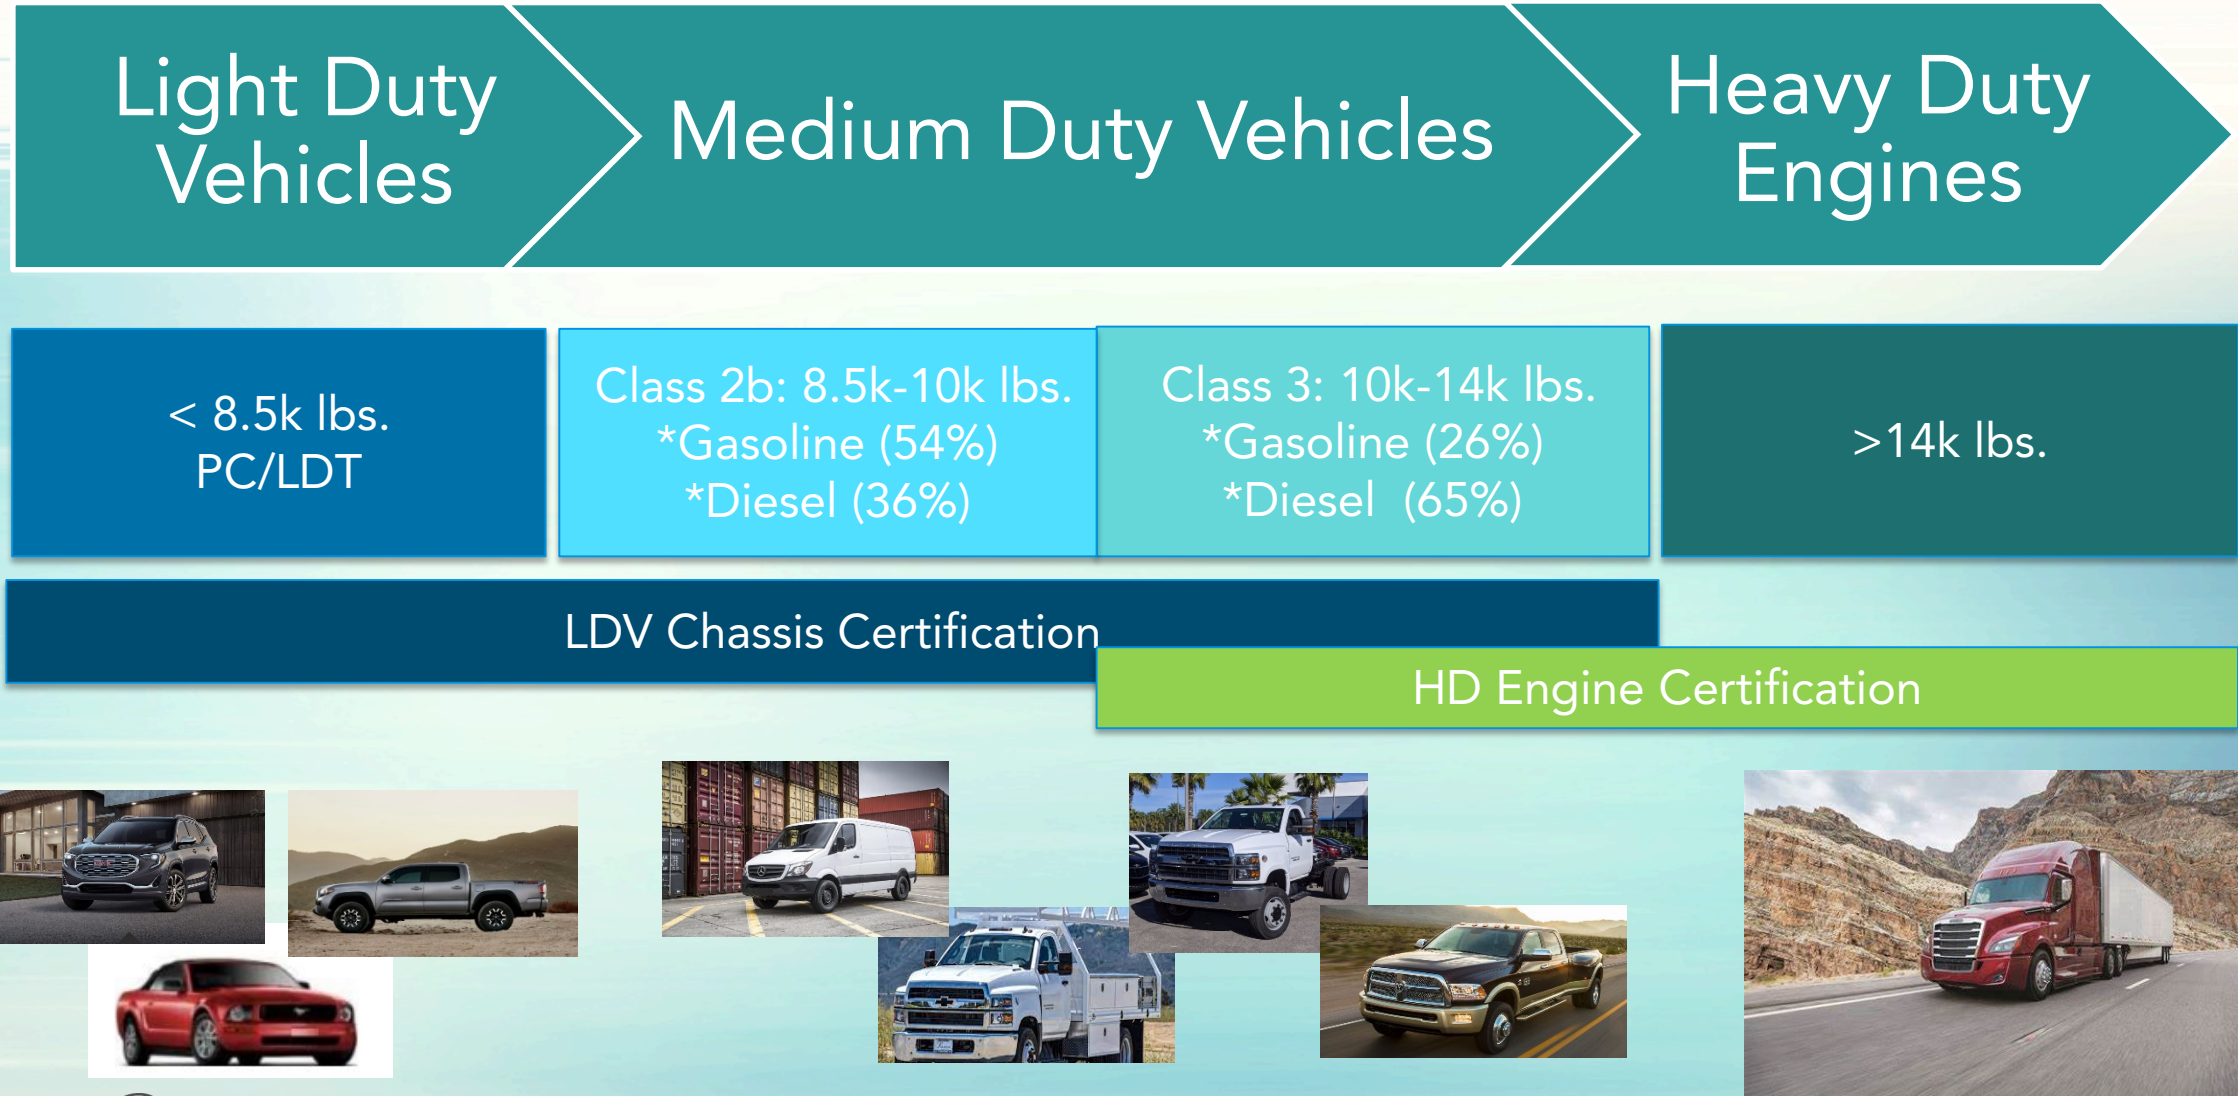 Light Duty
Vehicles
Medium Duty Vehicles
Heavy Duty
Engines
< 8.5k lbs.
PC/LDT
Class 2b: 8.5k-10k lbs.
*Gasoline (54%)
*Diesel (36%)
Class 3: 10k-14k lbs.
*Gasoline (26%)
*Diesel  (65%)
>14k lbs.
LDV Chassis Certification
HD Engine Certification